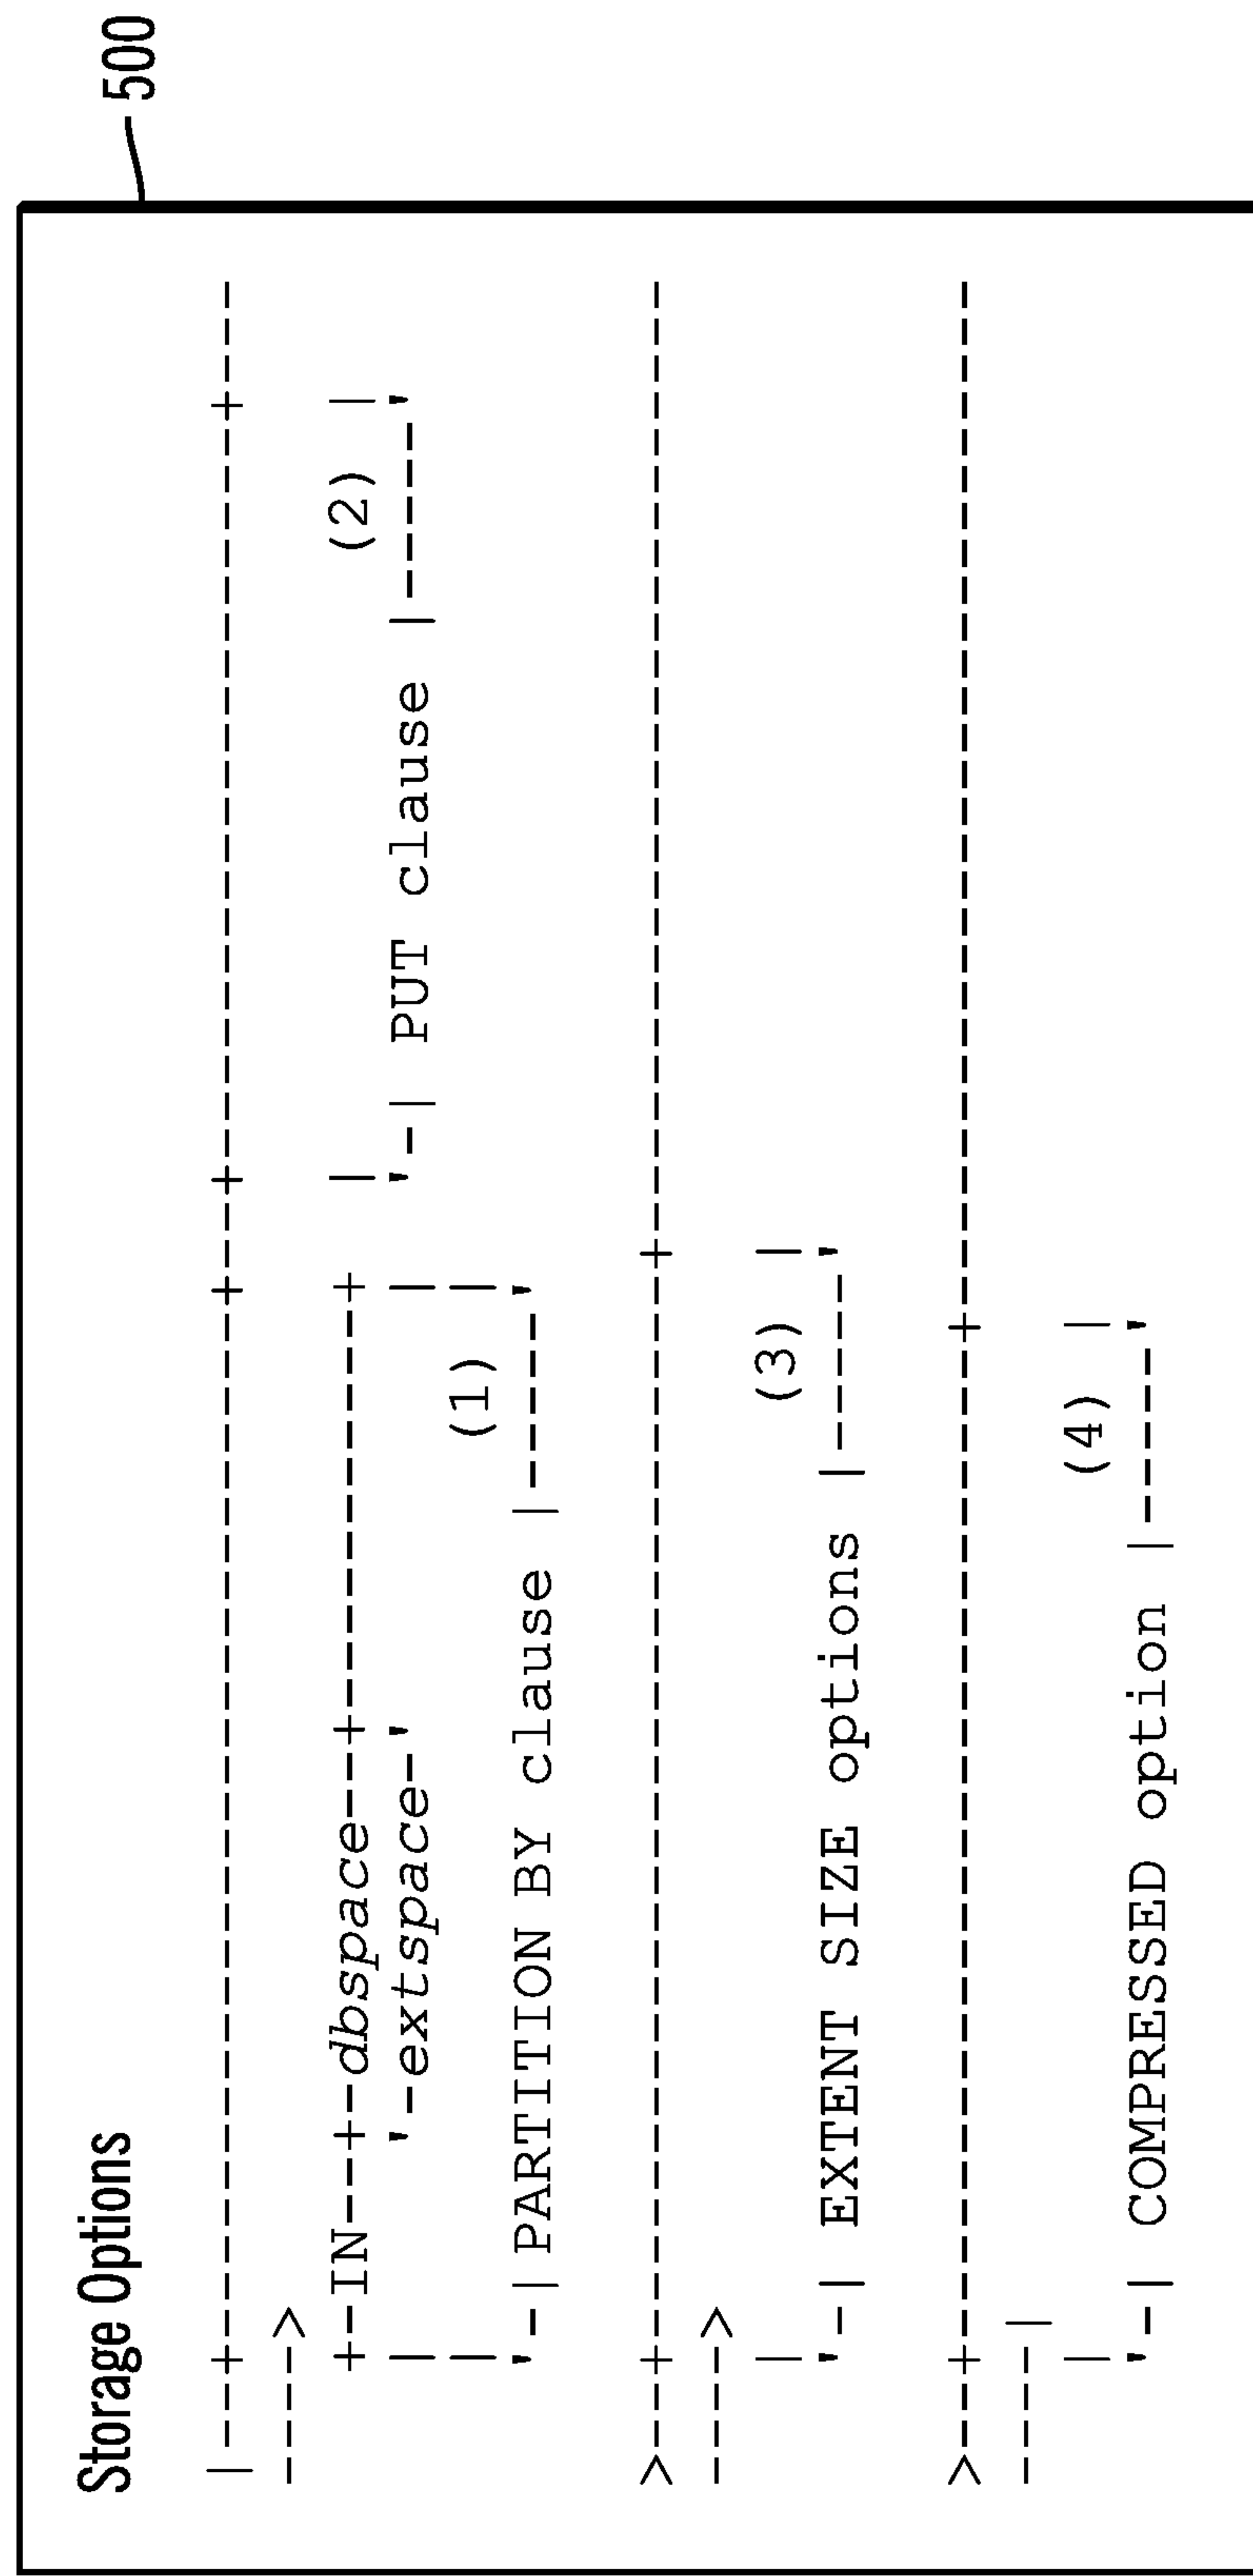 500
Storage Options
|--+----------------------------+--+--------------------+---
---->
   +-IN--+-dbspace--+-----------+  |                (2) |
   |     '-extspace-'           |  '-| PUT clause |-----'
   |                        (1) |
   '-|PARTITION BY clause |-----'
>--+-----------------------------+--------------------------
---->
   |                         (3) |
   '-| EXTENT SIZE options |-----'
>--+---------------------------+----------------------------
----|
   |                       (4) |
   '-| COMPRESSED option |-----'